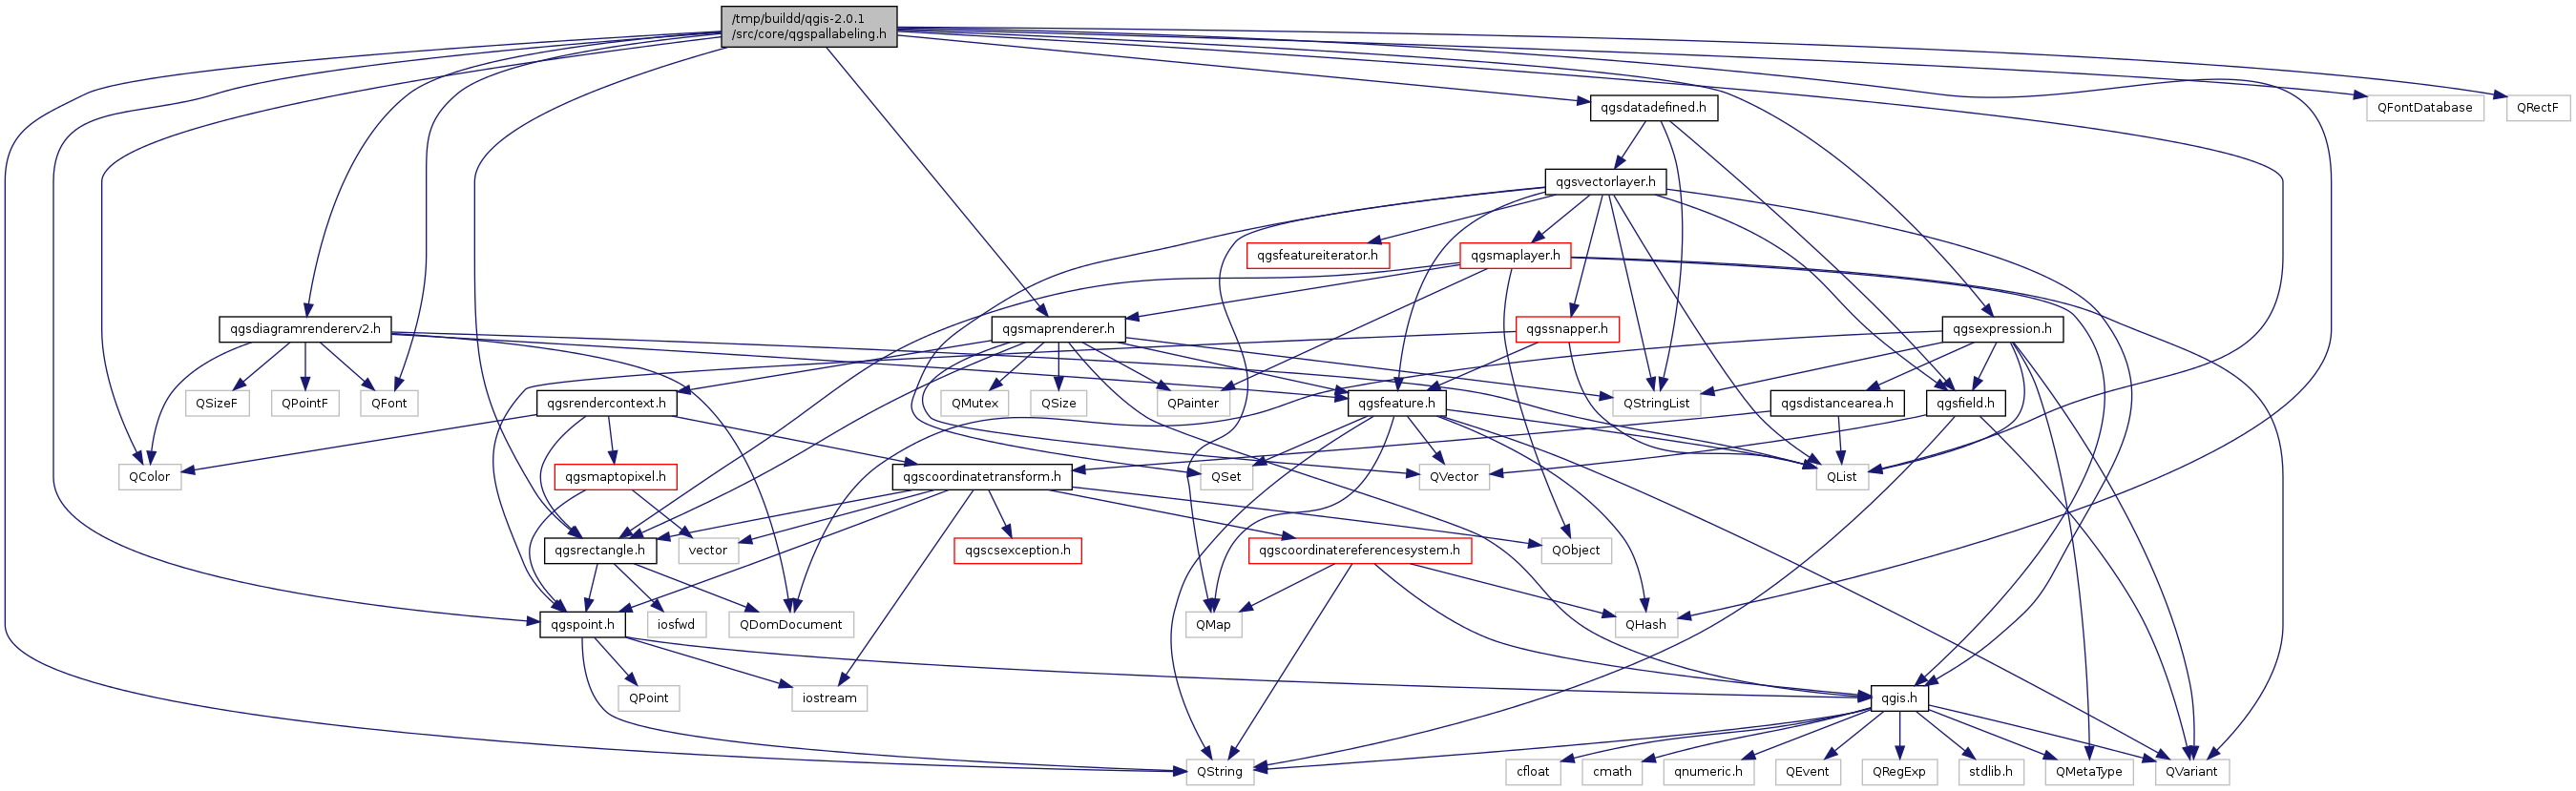 /tmp/buildd/qgis-2.0.1
/src/core/qgspallabeling.h
qgsdatadefined.h
QFontDatabase
QRectF
qgsvectorlayer.h
qgsfeatureiterator.h
qgsmaplayer.h
qgsdiagramrendererv2.h
qgsmaprenderer.h
qgssnapper.h
qgsexpression.h
QSizeF
QPointF
QFont
qgsrendercontext.h
QMutex
QSize
QPainter
qgsfeature.h
QStringList
qgsdistancearea.h
qgsfield.h
QColor
qgsmaptopixel.h
qgscoordinatetransform.h
QSet
QVector
QList
qgsrectangle.h
vector
qgscsexception.h
qgscoordinatereferencesystem.h
QObject
qgspoint.h
iosfwd
QDomDocument
QMap
QHash
QPoint
iostream
qgis.h
QString
cfloat
cmath
qnumeric.h
QEvent
QRegExp
stdlib.h
QMetaType
QVariant